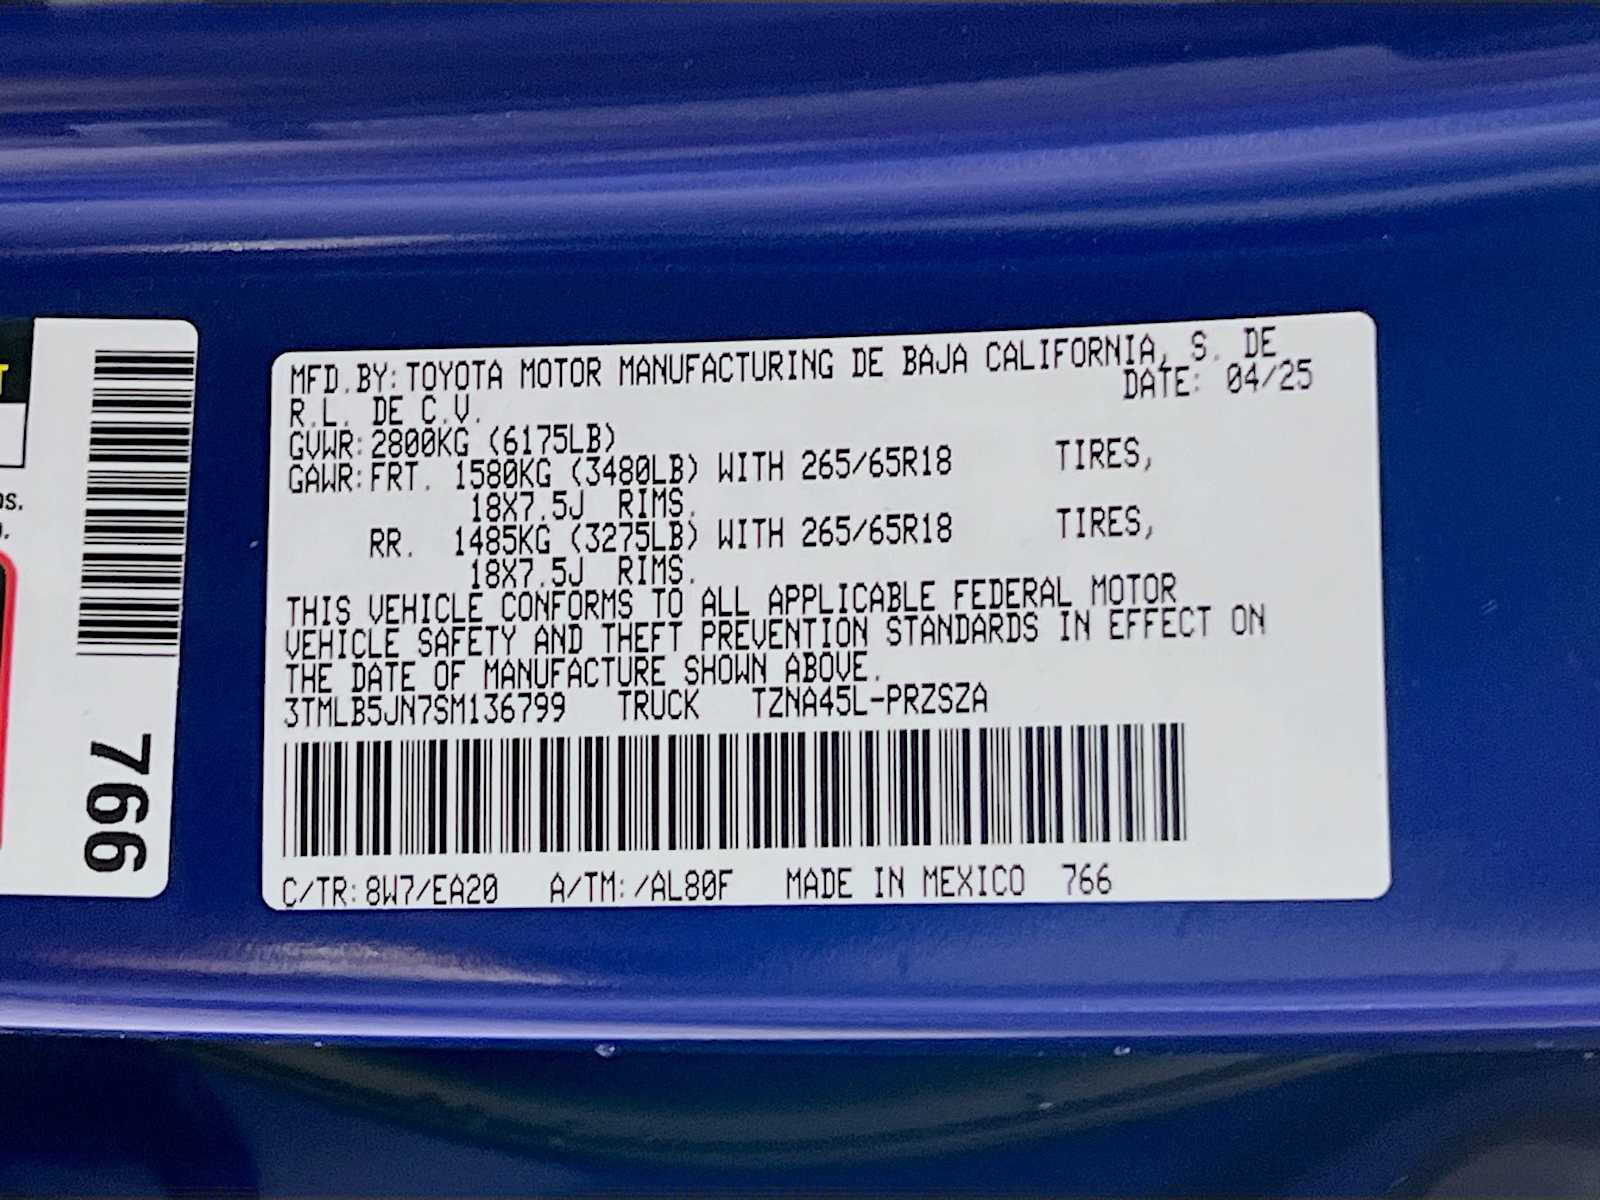 MFD.BY:TOYOTA MOTOR MANUFACTURING DE BAJA CALIFORNIA, S. DE
R.L. DE C.V. DATE: 04/25
GVWR:2800KG (6175LB)
GAWR:FRT. 1580KG (3480LB) WITH 265/65R18 TIRES,
18X7.5J RIMS.
RR. 1485KG (3275LB) WITH 265/65R18 TIRES,
18X7.5J RIMS.
THIS VEHICLE CONFORMS TO ALL APPLICABLE FEDERAL MOTOR
VEHICLE SAFETY AND THEFT PREVENTION STANDARDS IN EFFECT ON
THE DATE OF MANUFACTURE SHOWN ABOVE.
3TMLB5JN7SM136799 TRUCK TZNA45L-PRZSZA
C/TR:8W7/EA20 A/TM:/AL80F MADE IN MEXICO 766
766